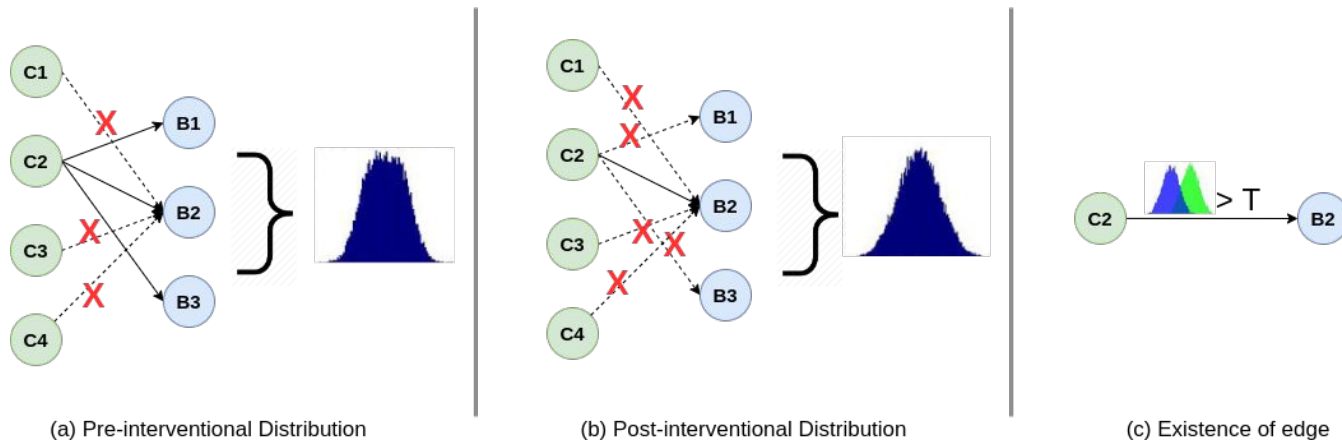 C1
C2
C3
C4
B1
B2
B3
X
X
X
(a) Pre-interventional Distribution
C1
C2
C3
C4
B1
B2
B3
X
X
X
X
X
(b) Post-interventional Distribution
C2
> T
B2
(c) Existence of edge